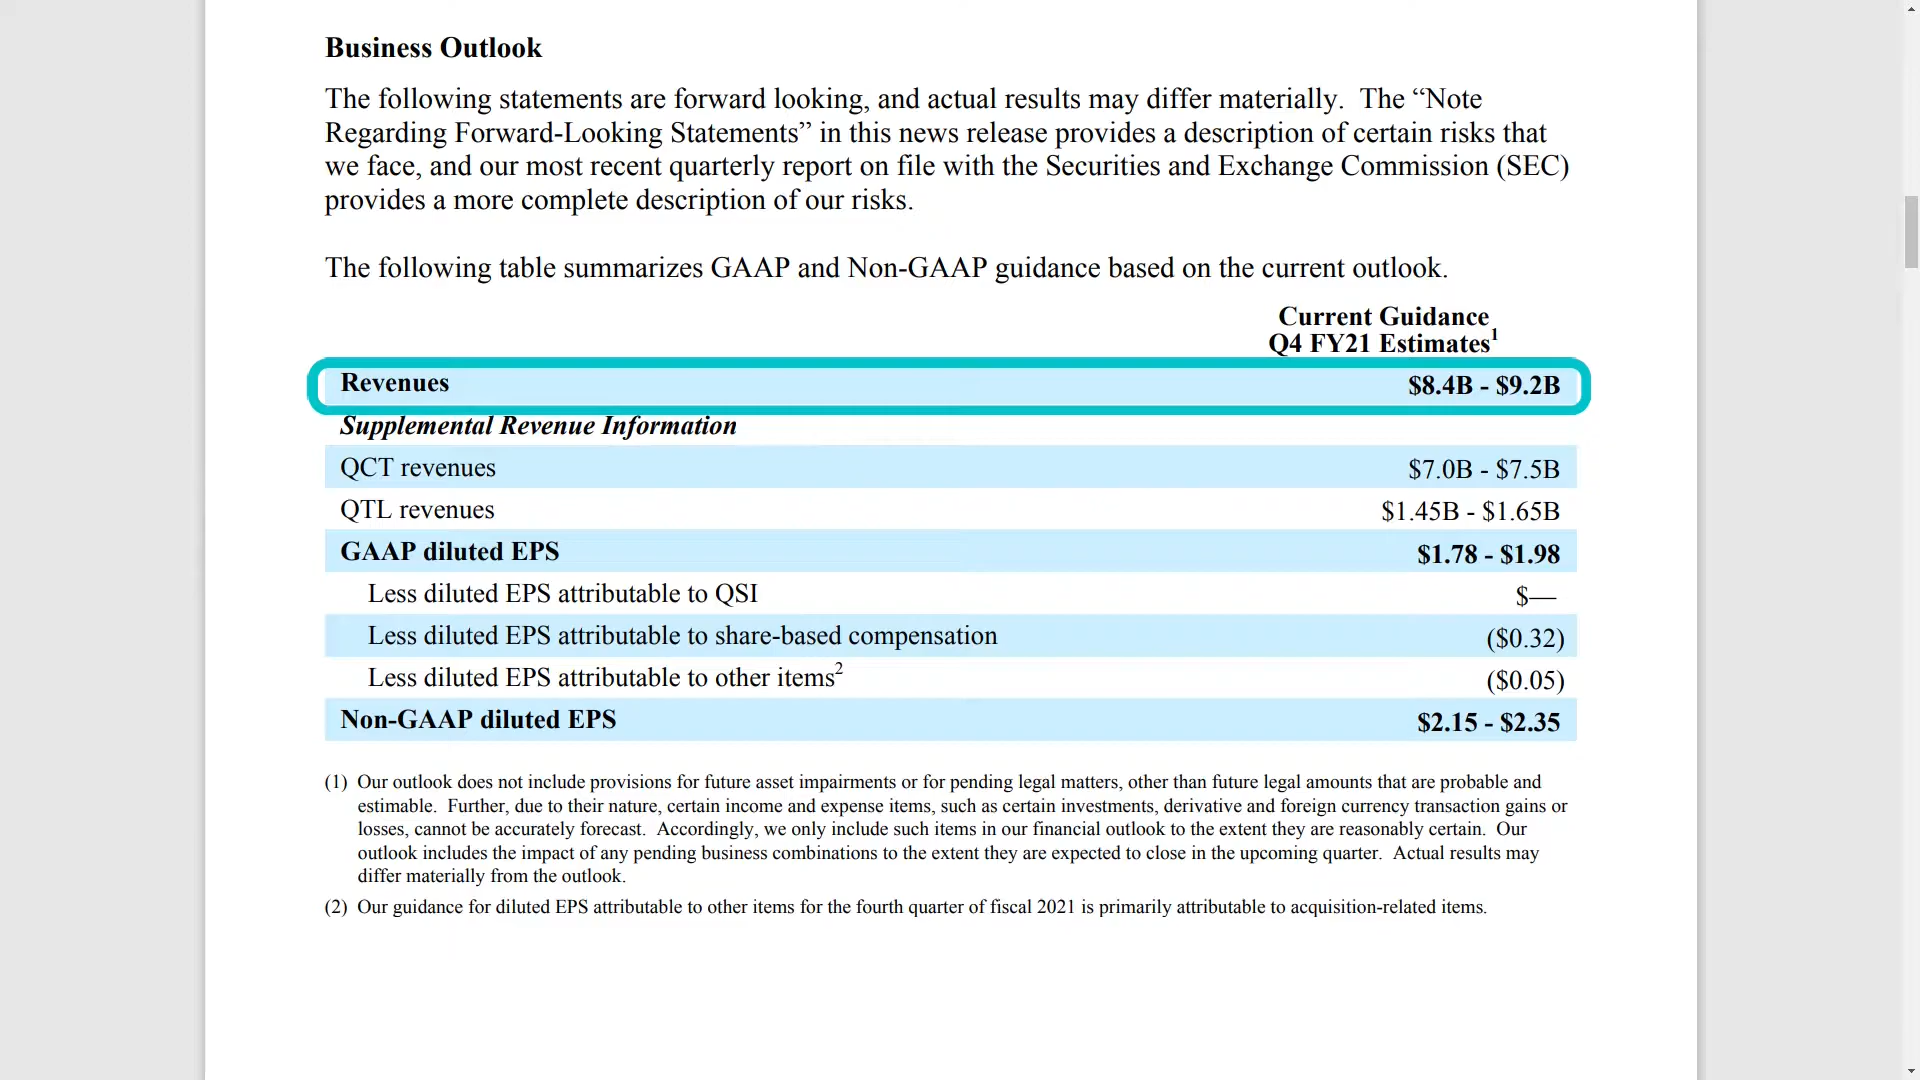 Business Outlook
The following statements are forward looking, and actual results may differ materially.  The “Note
Regarding Forward-Looking Statements” in this news release provides a description of certain risks that
we face, and our most recent quarterly report on file with the Securities and Exchange Commission (SEC)
provides a more complete description of our risks.
The following table summarizes GAAP and Non-GAAP guidance based on the current outlook.
Current Guidance
Q4 FY21 Estimates1
Revenues $8.4B - $9.2B
Supplemental Revenue Information
QCT revenues $7.0B - $7.5B
QTL revenues $1.45B - $1.65B
GAAP diluted EPS $1.78 - $1.98
Less diluted EPS attributable to QSI $—
Less diluted EPS attributable to share-based compensation ($0.32)
Less diluted EPS attributable to other items2 ($0.05)
Non-GAAP diluted EPS $2.15 - $2.35
(1) Our outlook does not include provisions for future asset impairments or for pending legal matters, other than future legal amounts that are probable and
estimable.  Further, due to their nature, certain income and expense items, such as certain investments, derivative and foreign currency transaction gains or
losses, cannot be accurately forecast.  Accordingly, we only include such items in our financial outlook to the extent they are reasonably certain.  Our
outlook includes the impact of any pending business combinations to the extent they are expected to close in the upcoming quarter.  Actual results may
differ materially from the outlook.
(2) Our guidance for diluted EPS attributable to other items for the fourth quarter of fiscal 2021 is primarily attributable to acquisition-related items.